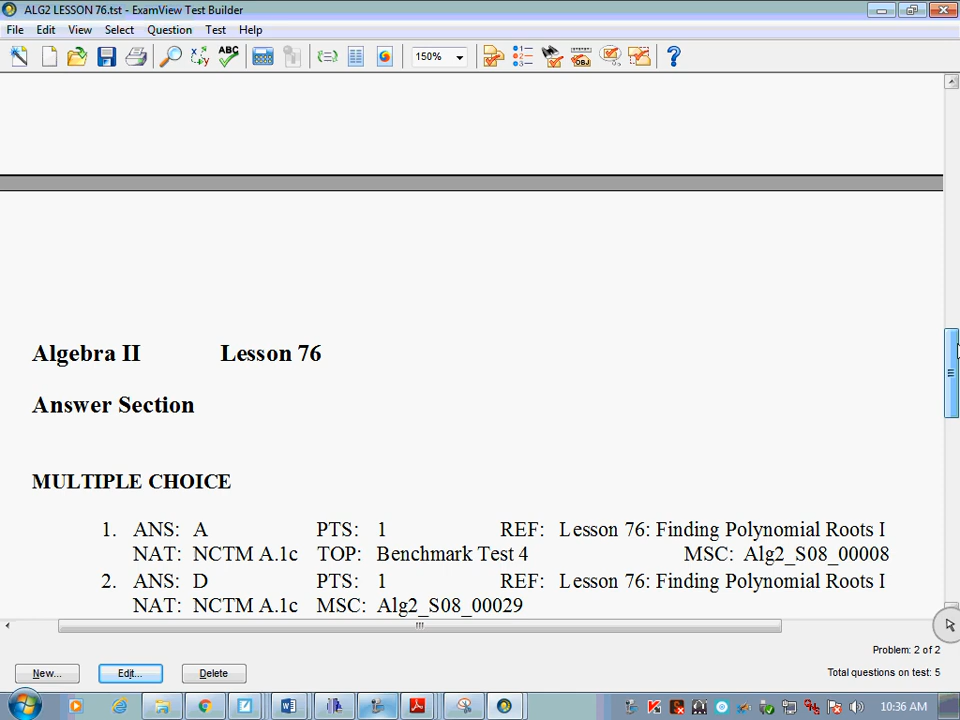 ALG2 LESSON 76.tst - ExamView Test Builder
File Edit View Select Question Test Help
ABC 150% OBJ ?
Algebra II Lesson 76
Answer Section
MULTIPLE CHOICE
1. ANS: A PTS: 1 REF: Lesson 76: Finding Polynomial Roots I
NAT: NCTM A.1c TOP: Benchmark Test 4 MSC: Alg2_S08_00008
2. ANS: D PTS: 1 REF: Lesson 76: Finding Polynomial Roots I
NAT: NCTM A.1c MSC: Alg2_S08_00029
Problem: 2 of 2
New... Edit... Delete Total questions on test: 5
10:36 AM